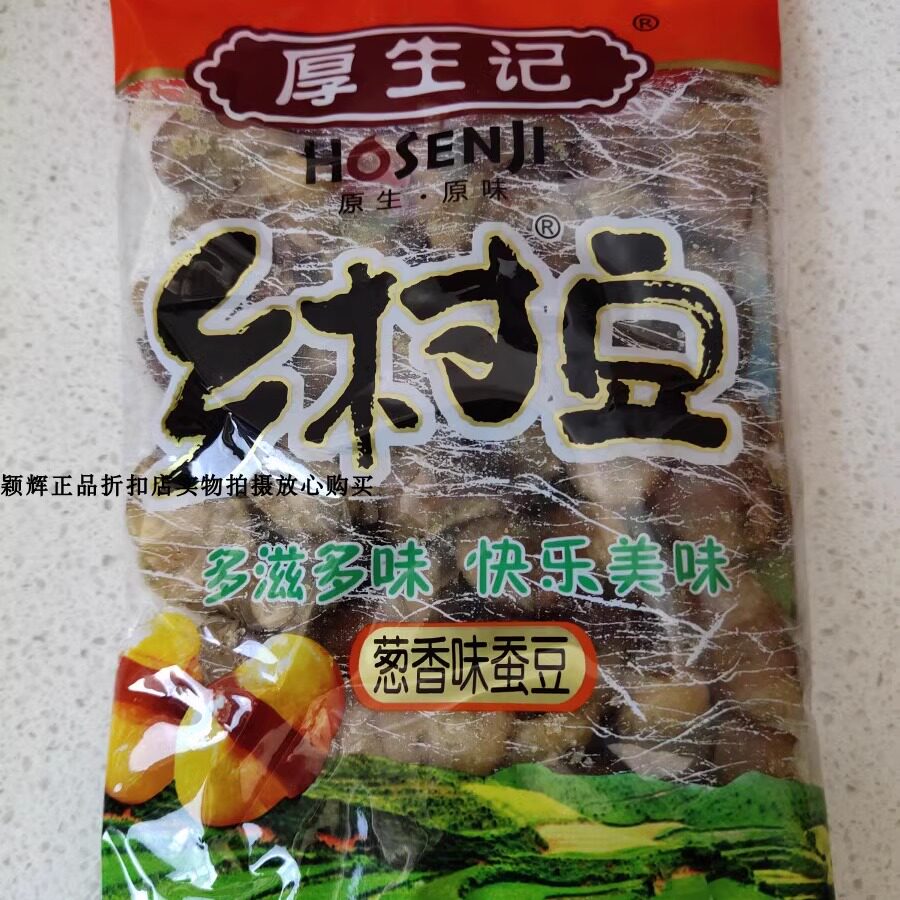 ®
厚生记
HOSENJI
原生·原味
乡村豆®
颖辉正品折扣店实物拍摄放心购买
多滋多味 快乐美味
葱香味蚕豆